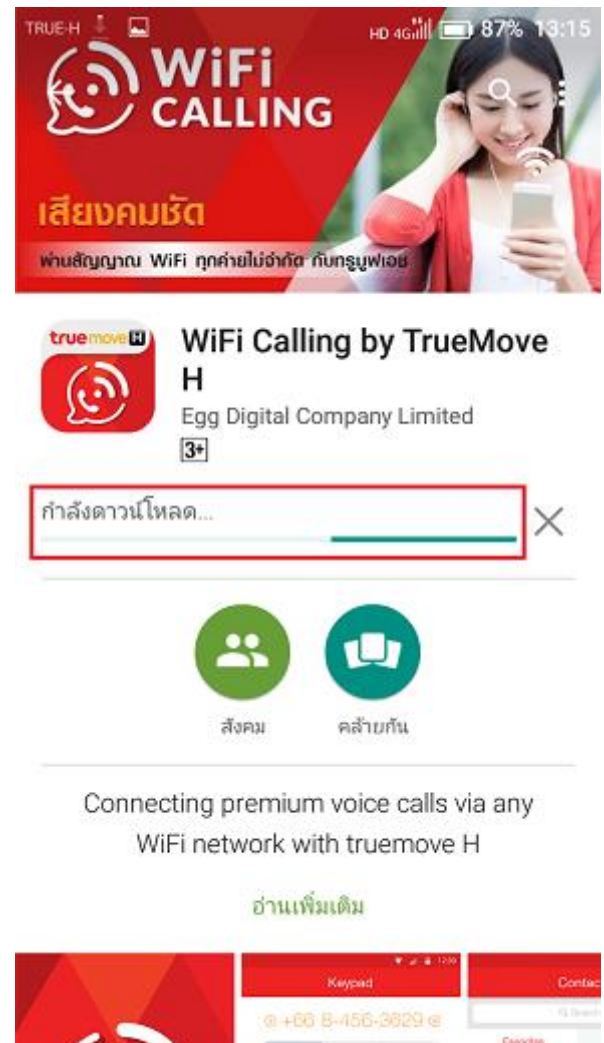 TRUE-H
HD 4G 87% 13:15
WiFi
CALLING
เสียงคมชัด
ผ่านสัญญาณ WiFi ทุกค่ายไม่จำกัด กับทรูมูฟเอช
truemove H
WiFi Calling by TrueMove
H
Egg Digital Company Limited
3+
กำลังดาวน์โหลด...
สังคม
คล้ายกัน
Connecting premium voice calls via any
WiFi network with truemove H
อ่านเพิ่มเติม
Keypad
Contac
+66 8-456-3629